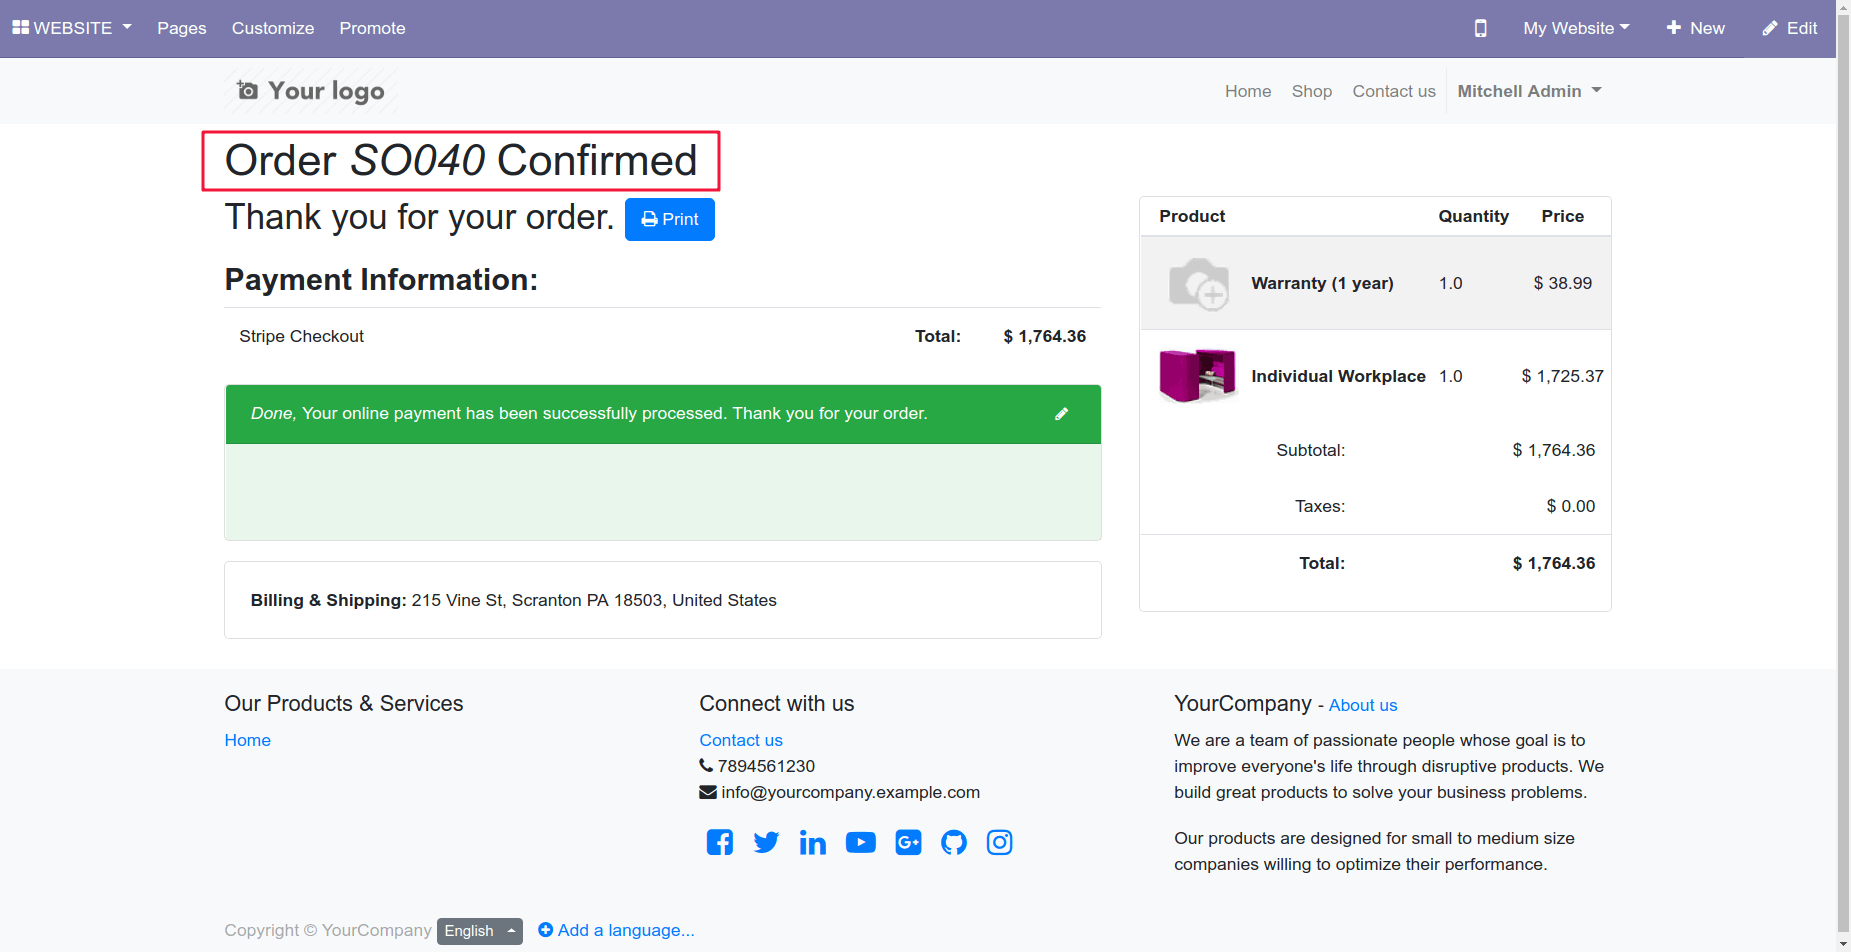 WEBSITE Pages Customize Promote My Website New Edit
Your logo Home Shop Contact us Mitchell Admin
Order SO040 Confirmed
Thank you for your order. Print
Payment Information:
Stripe Checkout Total: $ 1,764.36
Done, Your online payment has been successfully processed. Thank you for your order.
Billing & Shipping: 215 Vine St, Scranton PA 18503, United States
Product Quantity Price
Warranty (1 year) 1.0 $ 38.99
Individual Workplace 1.0 $ 1,725.37
Subtotal: $ 1,764.36
Taxes: $ 0.00
Total: $ 1,764.36
Our Products & Services
Home
Connect with us
Contact us
7894561230
info@yourcompany.example.com
YourCompany - About us
We are a team of passionate people whose goal is to
improve everyone's life through disruptive products. We
build great products to solve your business problems.
Our products are designed for small to medium size
companies willing to optimize their performance.
Copyright © YourCompany English Add a language...